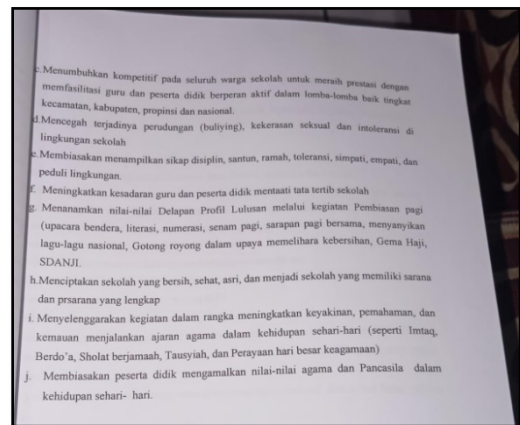 c.Menumbuhkan kompetitif pada seluruh warga sekolah untuk meraih prestasi dengan
memfasilitasi guru dan peserta didik berperan aktif dalam lomba-lomba baik tingkat
kecamatan, kabupaten, propinsi dan nasional.
d.Mencegah terjadinya perudungan (buliying), kekerasan seksual dan intoleransi di
lingkungan sekolah
e.Membiasakan menampilkan sikap disiplin, santun, ramah, toleransi, simpati, empati, dan
peduli lingkungan.
f. Meningkatkan kesadaran guru dan peserta didik mentaati tata tertib sekolah
g. Menanamkan nilai-nilai Delapan Profil Lulusan melalui kegiatan Pembiasan pagi
(upacara bendera, literasi, numerasi, senam pagi, sarapan pagi bersama, menyanyikan
lagu-lagu nasional, Gotong royong dalam upaya memelihara kebersihan, Gema Haji,
SDANJI.
h.Menciptakan sekolah yang bersih, sehat, asri, dan menjadi sekolah yang memiliki sarana
dan prsarana yang lengkap
i. Menyelenggarakan kegiatan dalam rangka meningkatkan keyakinan, pemahaman, dan
kemauan menjalankan ajaran agama dalam kehidupan sehari-hari (seperti Imtaq,
Berdo'a, Sholat berjamaah, Tausyiah, dan Perayaan hari besar keagamaan)
j. Membiasakan peserta didik mengamalkan nilai-nilai agama dan Pancasila dalam
kehidupan sehari- hari.